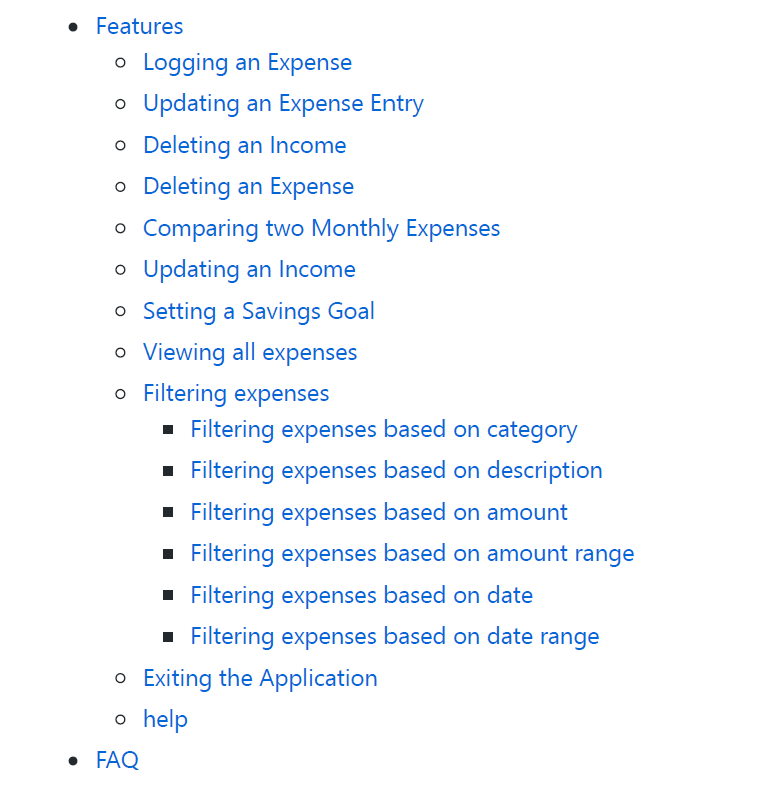 Features
Logging an Expense
Updating an Expense Entry
Deleting an Income
Deleting an Expense
Comparing two Monthly Expenses
Updating an Income
Setting a Savings Goal
Viewing all expenses
Filtering expenses
Filtering expenses based on category
Filtering expenses based on description
Filtering expenses based on amount
Filtering expenses based on amount range
Filtering expenses based on date
Filtering expenses based on date range
Exiting the Application
help
FAQ